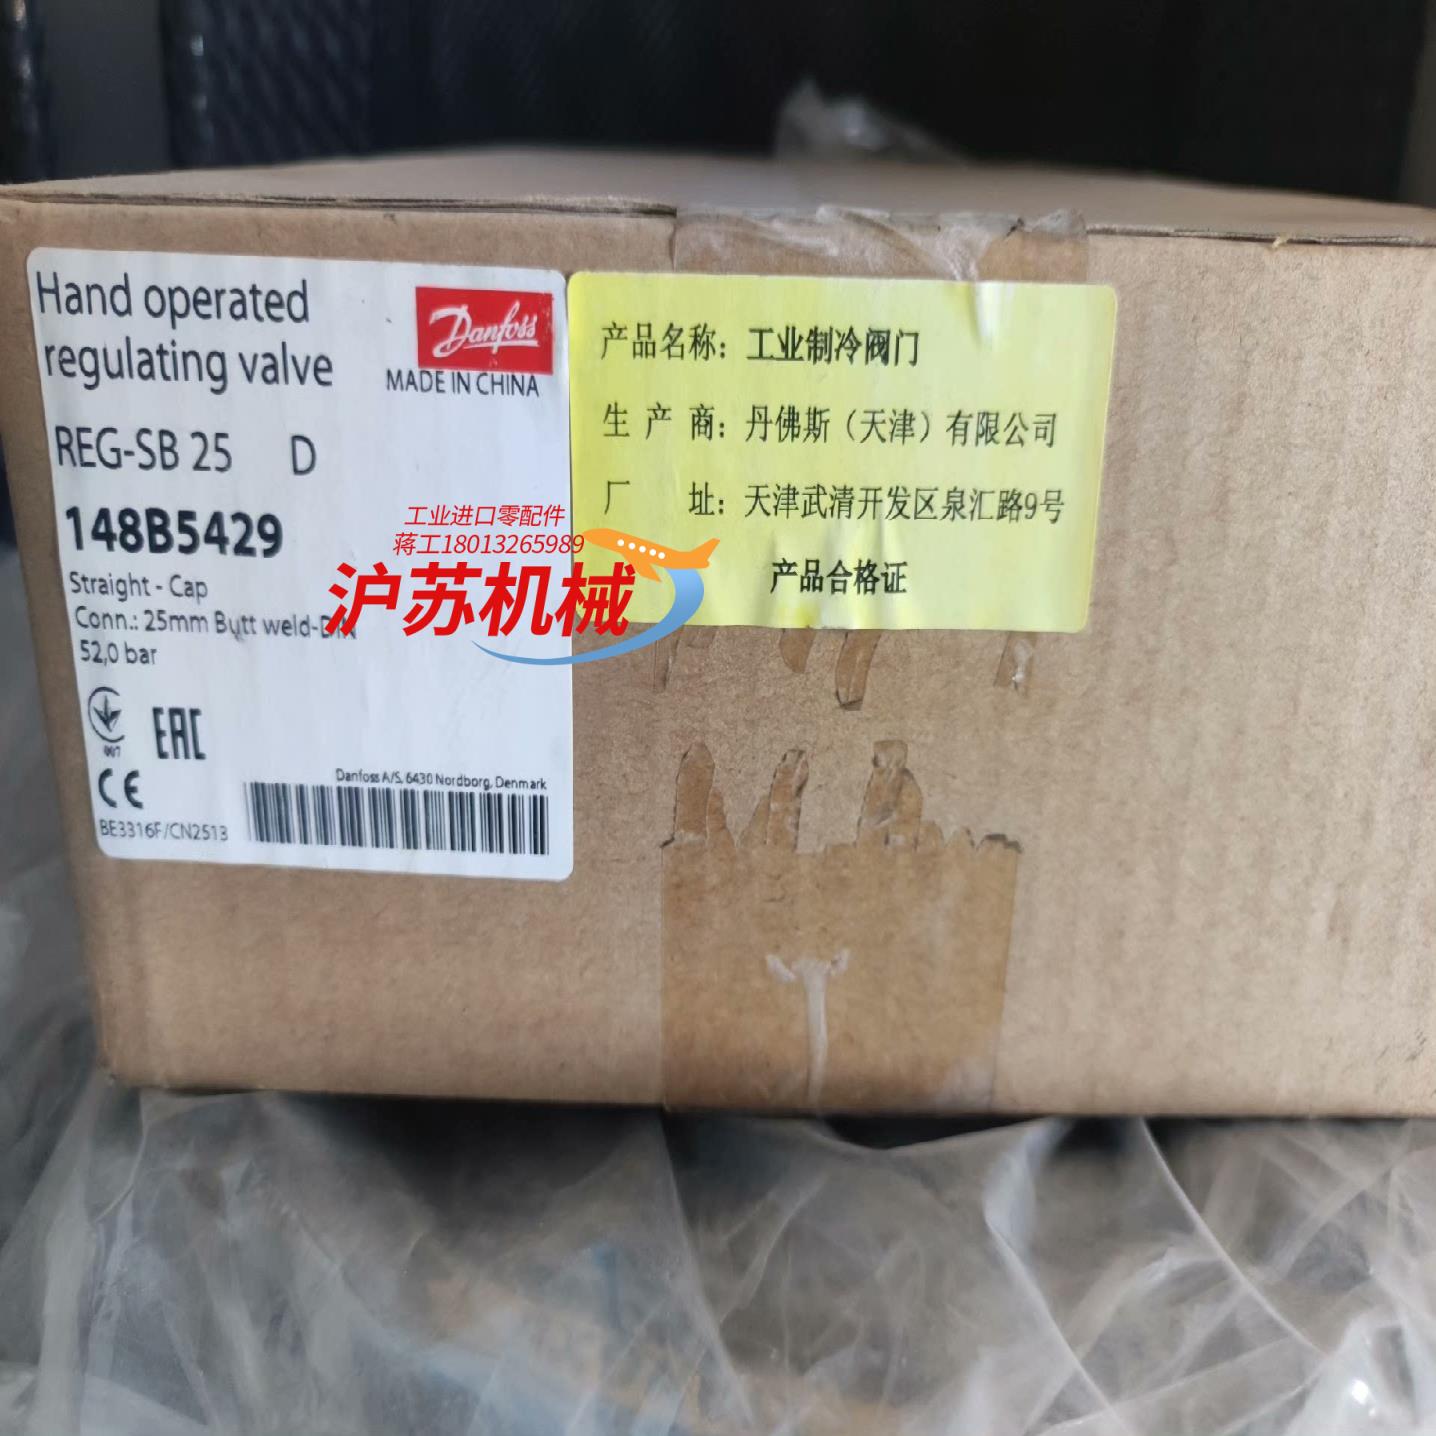 Hand operated
regulating valve
Danfoss
MADE IN CHINA
REG-SB 25 D
148B5429
Straight - Cap
Conn.: 25mm Butt weld-DIN
52,0 bar
007
EAC
CE
Danfoss A/S, 6430 Nordborg, Denmark
BE3316F/CN2513
产品名称：工业制冷阀门
生产商：丹佛斯（天津）有限公司
厂址：天津武清开发区泉汇路9号
产品合格证
工业进口零配件
蒋工18013265989
沪苏机械